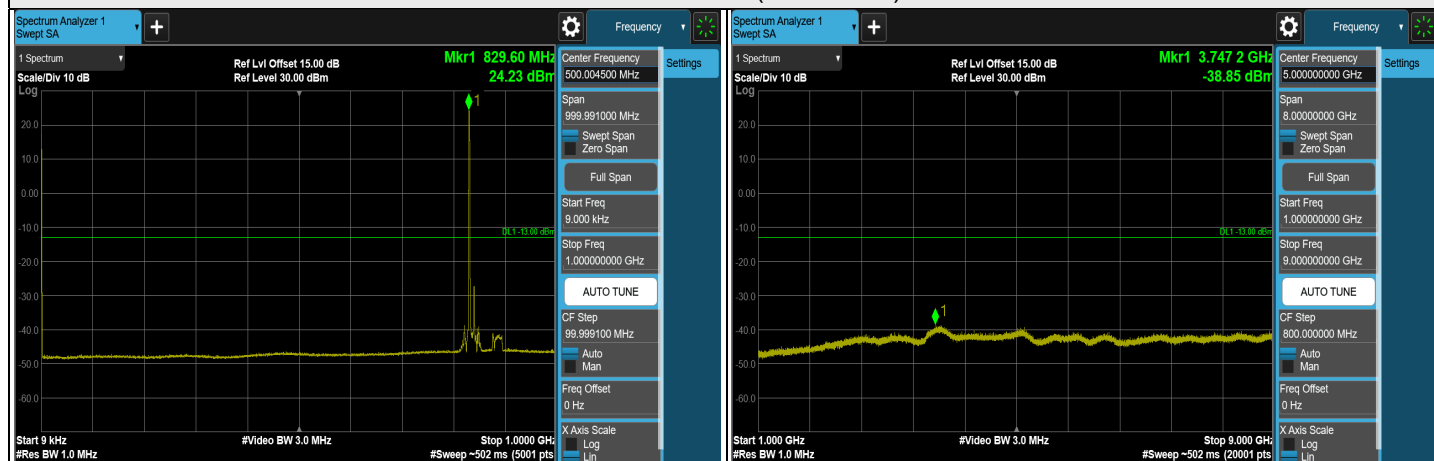 Spectrum Analyzer 1
Swept SA
+
Frequency
1 Spectrum
Scale/Div 10 dB
Log
Ref Lvl Offset 15.00 dB
Ref Level 30.00 dBm
Mkr1 829.60 MHz
24.23 dBm
1
20.0
10.0
0.00
-10.0
-20.0
-30.0
-40.0
-50.0
-60.0
DL1 -13.00 dBm
Start 9 kHz
#Res BW 1.0 MHz
#Video BW 3.0 MHz
Stop 1.0000 GHz
#Sweep ~502 ms (5001 pts
Center Frequency
500.004500 MHz
Settings
Span
999.991000 MHz
Swept Span
Zero Span
Full Span
Start Freq
9.000 kHz
Stop Freq
1.000000000 GHz
AUTO TUNE
CF Step
99.999100 MHz
Auto
Man
Freq Offset
0 Hz
X Axis Scale
Log
Lin
Spectrum Analyzer 1
Swept SA
+
Frequency
1 Spectrum
Scale/Div 10 dB
Log
Ref Lvl Offset 15.00 dB
Ref Level 30.00 dBm
Mkr1 3.747 2 GHz
-38.85 dBm
1
20.0
10.0
0.00
-10.0
-20.0
-30.0
-40.0
-50.0
-60.0
DL1 -13.00 dBm
Start 1.000 GHz
#Res BW 1.0 MHz
#Video BW 3.0 MHz
Stop 9.000 GHz
#Sweep ~502 ms (20001 pts
Center Frequency
5.000000000 GHz
Settings
Span
8.00000000 GHz
Swept Span
Zero Span
Full Span
Start Freq
1.000000000 GHz
Stop Freq
9.000000000 GHz
AUTO TUNE
CF Step
800.000000 MHz
Auto
Man
Freq Offset
0 Hz
X Axis Scale
Log
Lin